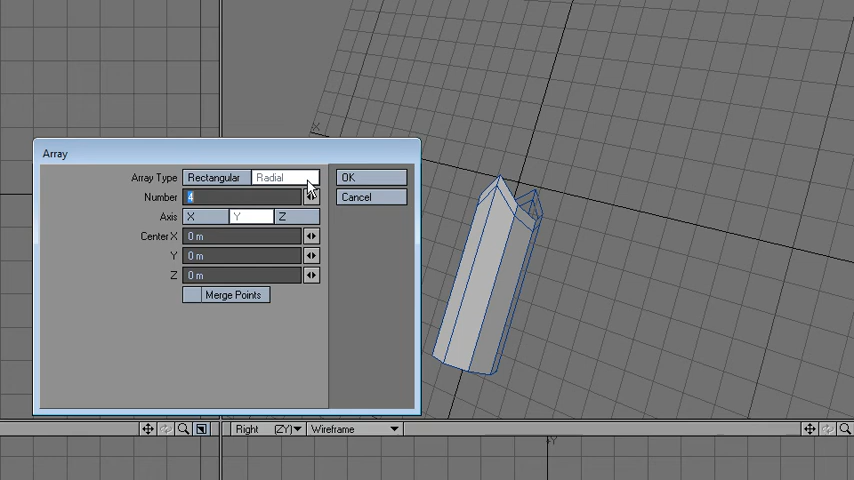 X
Array
Array Type Rectangular Radial OK
Number 4 Cancel
Axis X Y Z
Center X 0 m
Y 0 m
Z 0 m
Merge Points
Right (ZY) Wireframe
Y